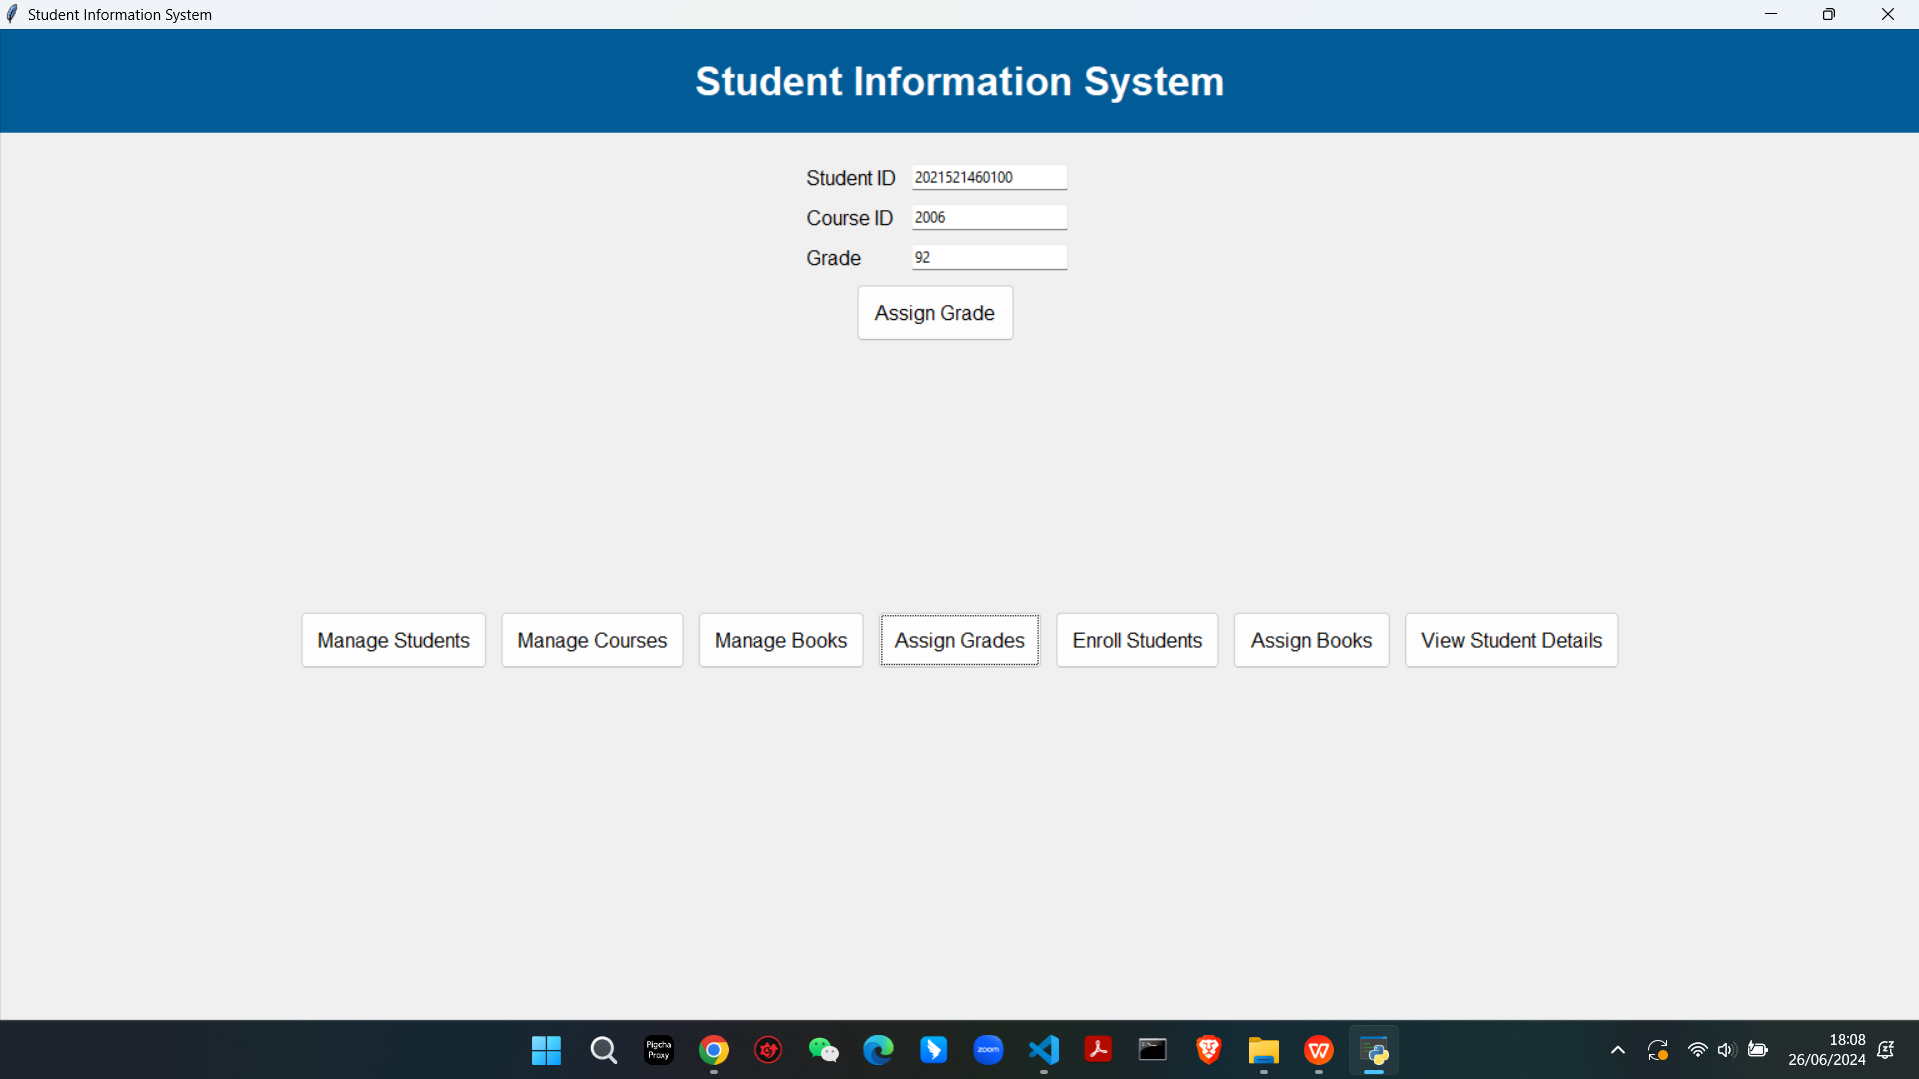 Student Information System
Student Information System
Student ID 2021521460100
Course ID 2006
Grade 92
Assign Grade
Manage Students Manage Courses Manage Books Assign Grades Enroll Students Assign Books View Student Details
Pigcha
Proxy
zoom
18:08
26/06/2024